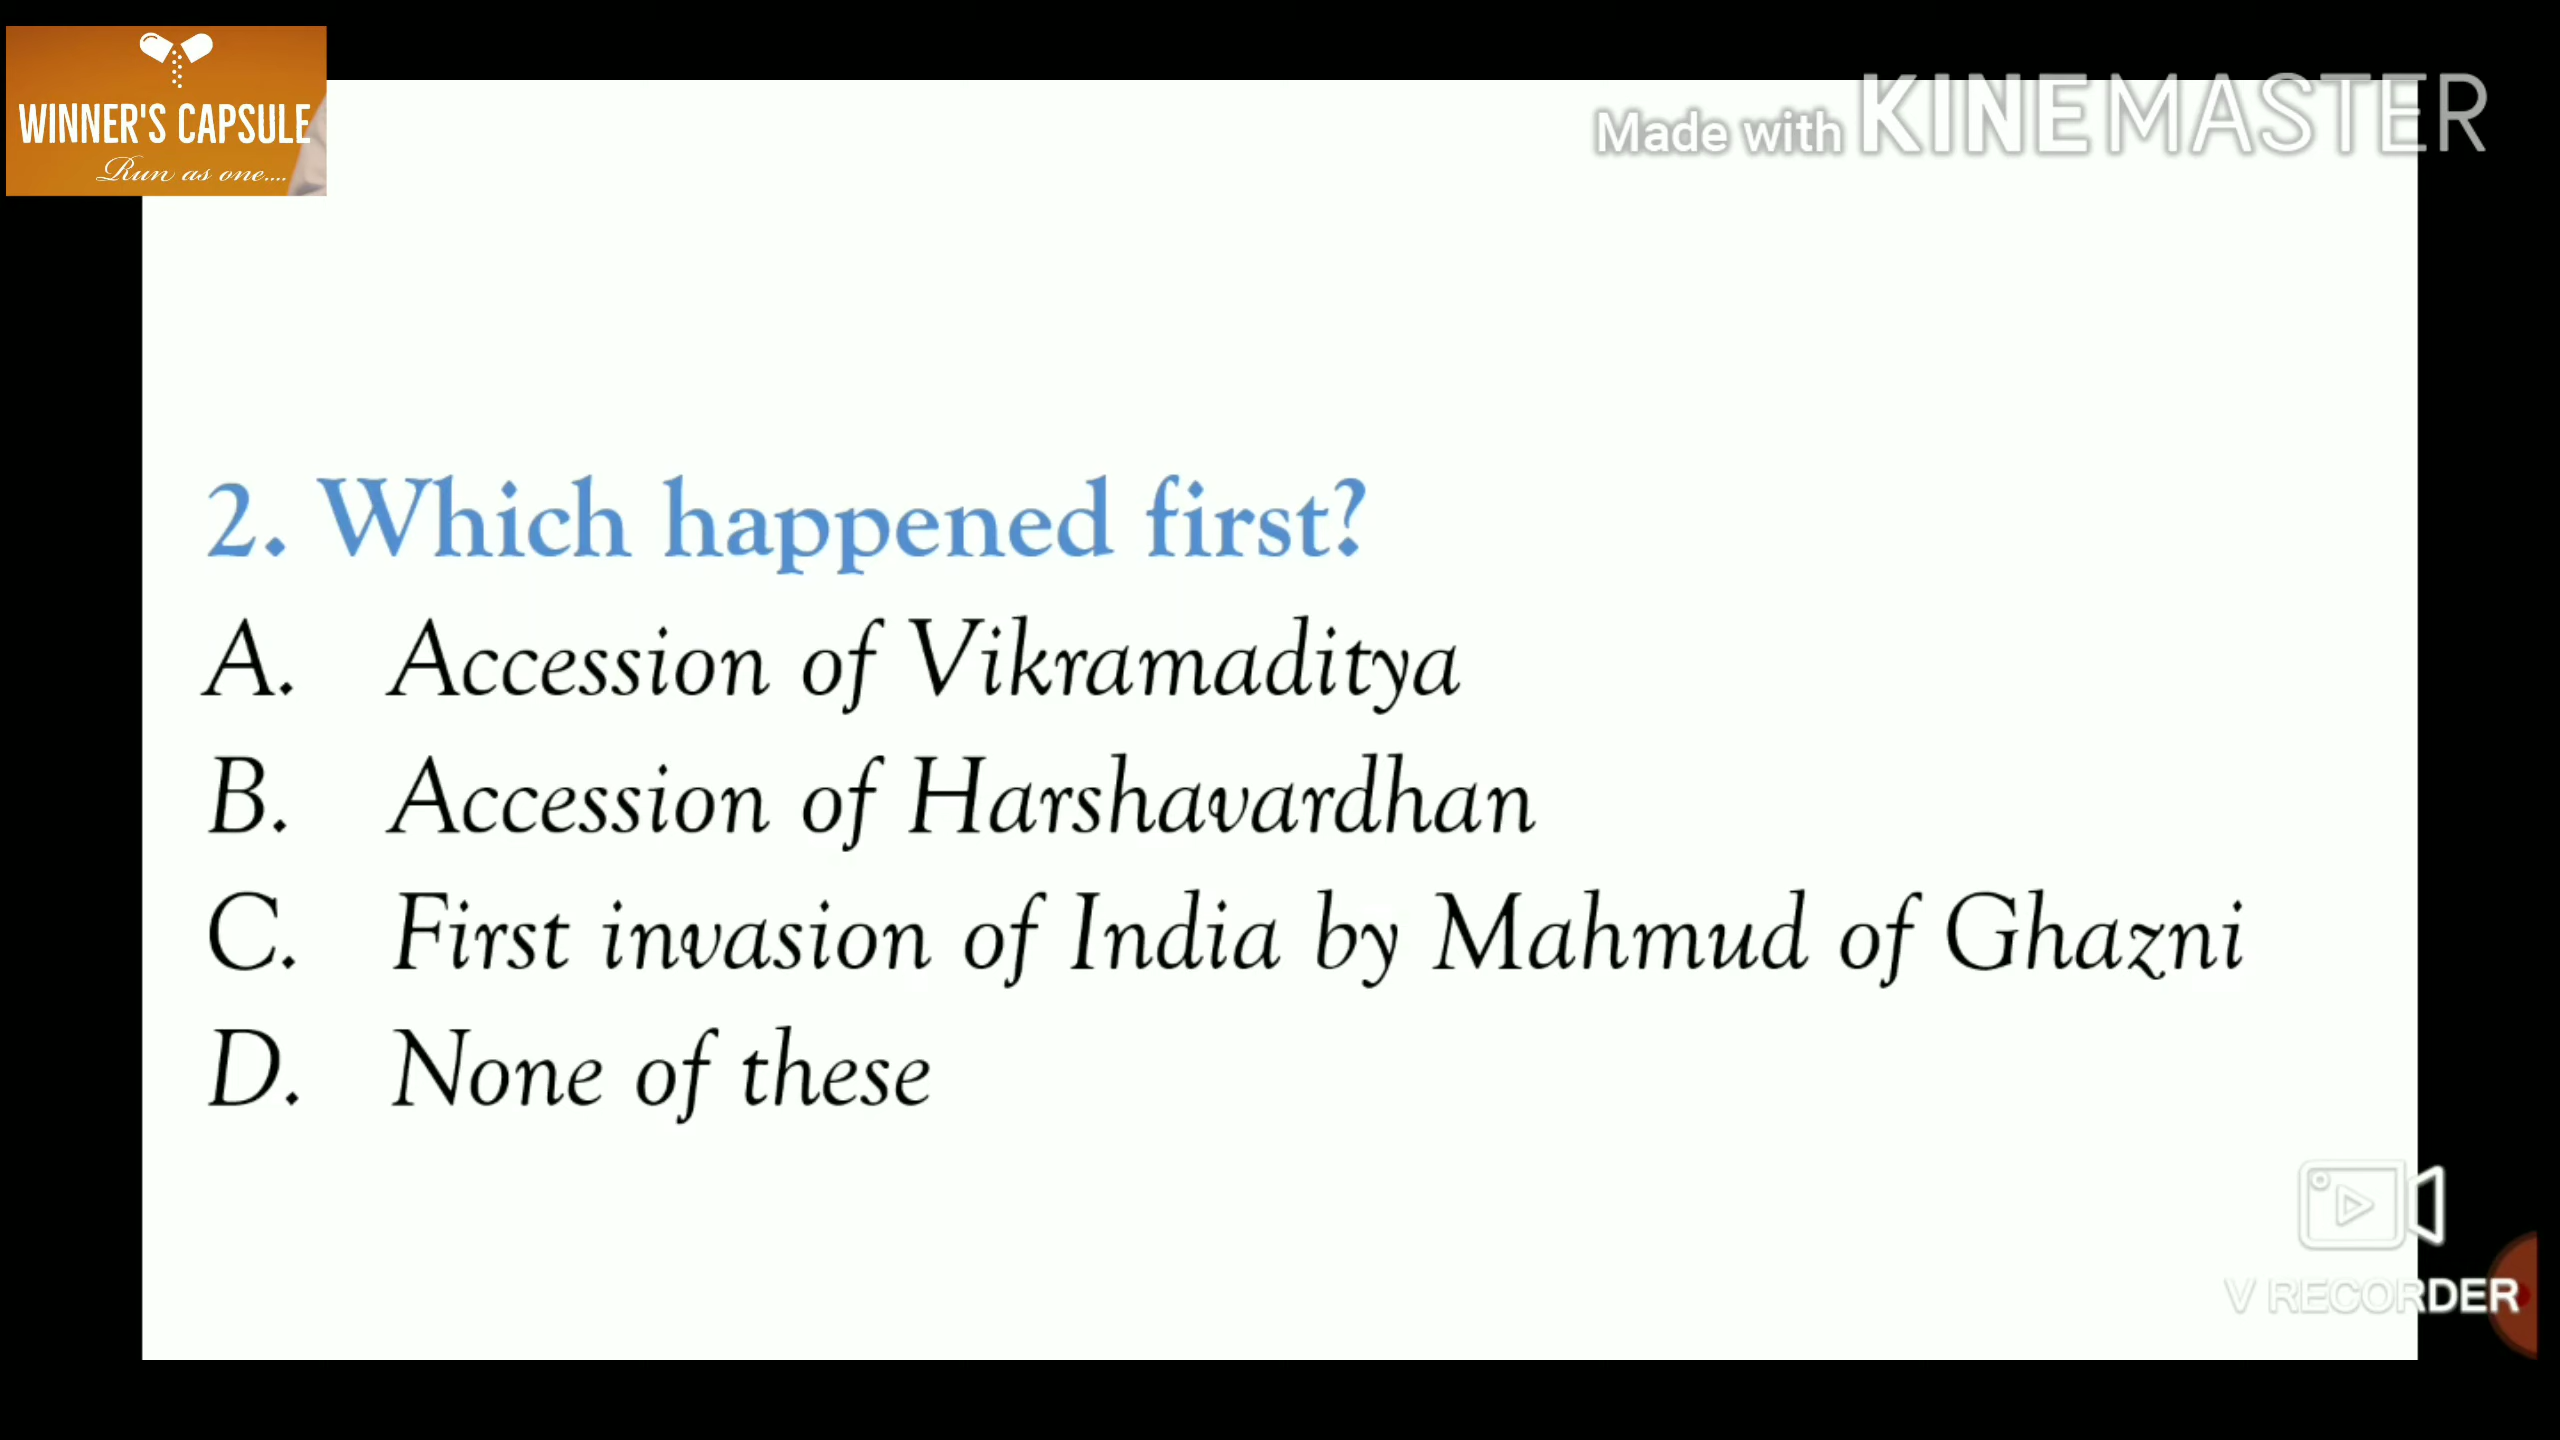 WINNER'S CAPSULE
Run as one....
Made with KINEMASTER
2. Which happened first?
A. Accession of Vikramaditya
B. Accession of Harshavardhan
C. First invasion of India by Mahmud of Ghazni
D. None of these
V RECORDER